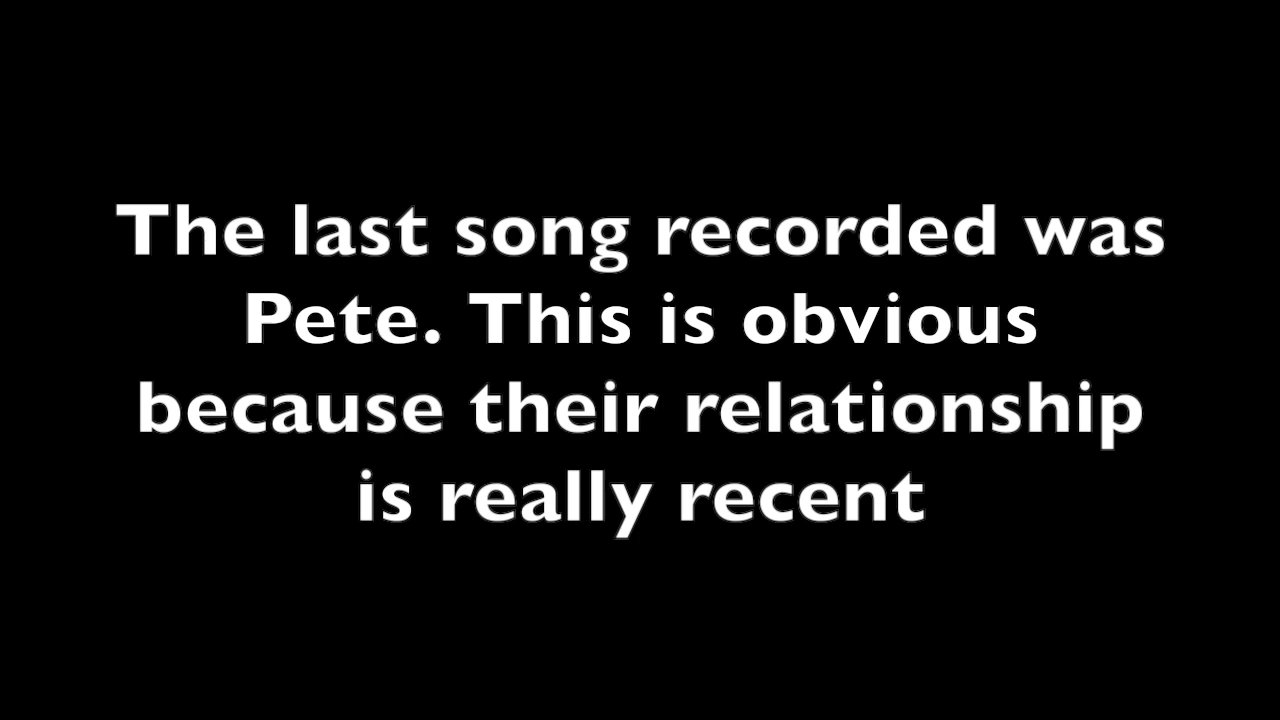 The last song recorded was
Pete. This is obvious
because their relationship
is really recent